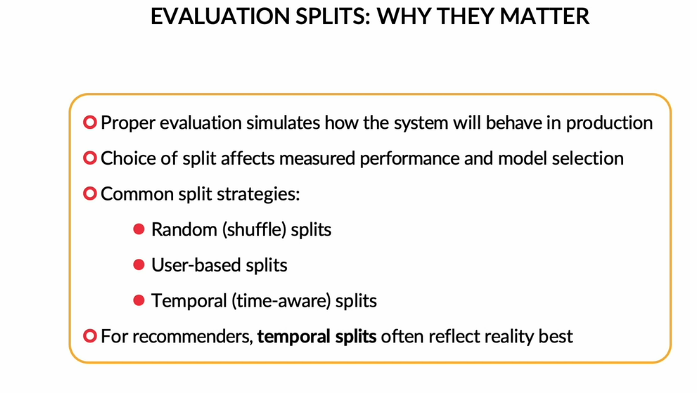 EVALUATION SPLITS: WHY THEY MATTER
Proper evaluation simulates how the system will behave in production
Choice of split affects measured performance and model selection
Common split strategies:
Random (shuffle) splits
User-based splits
Temporal (time-aware) splits
For recommenders, temporal splits often reflect reality best